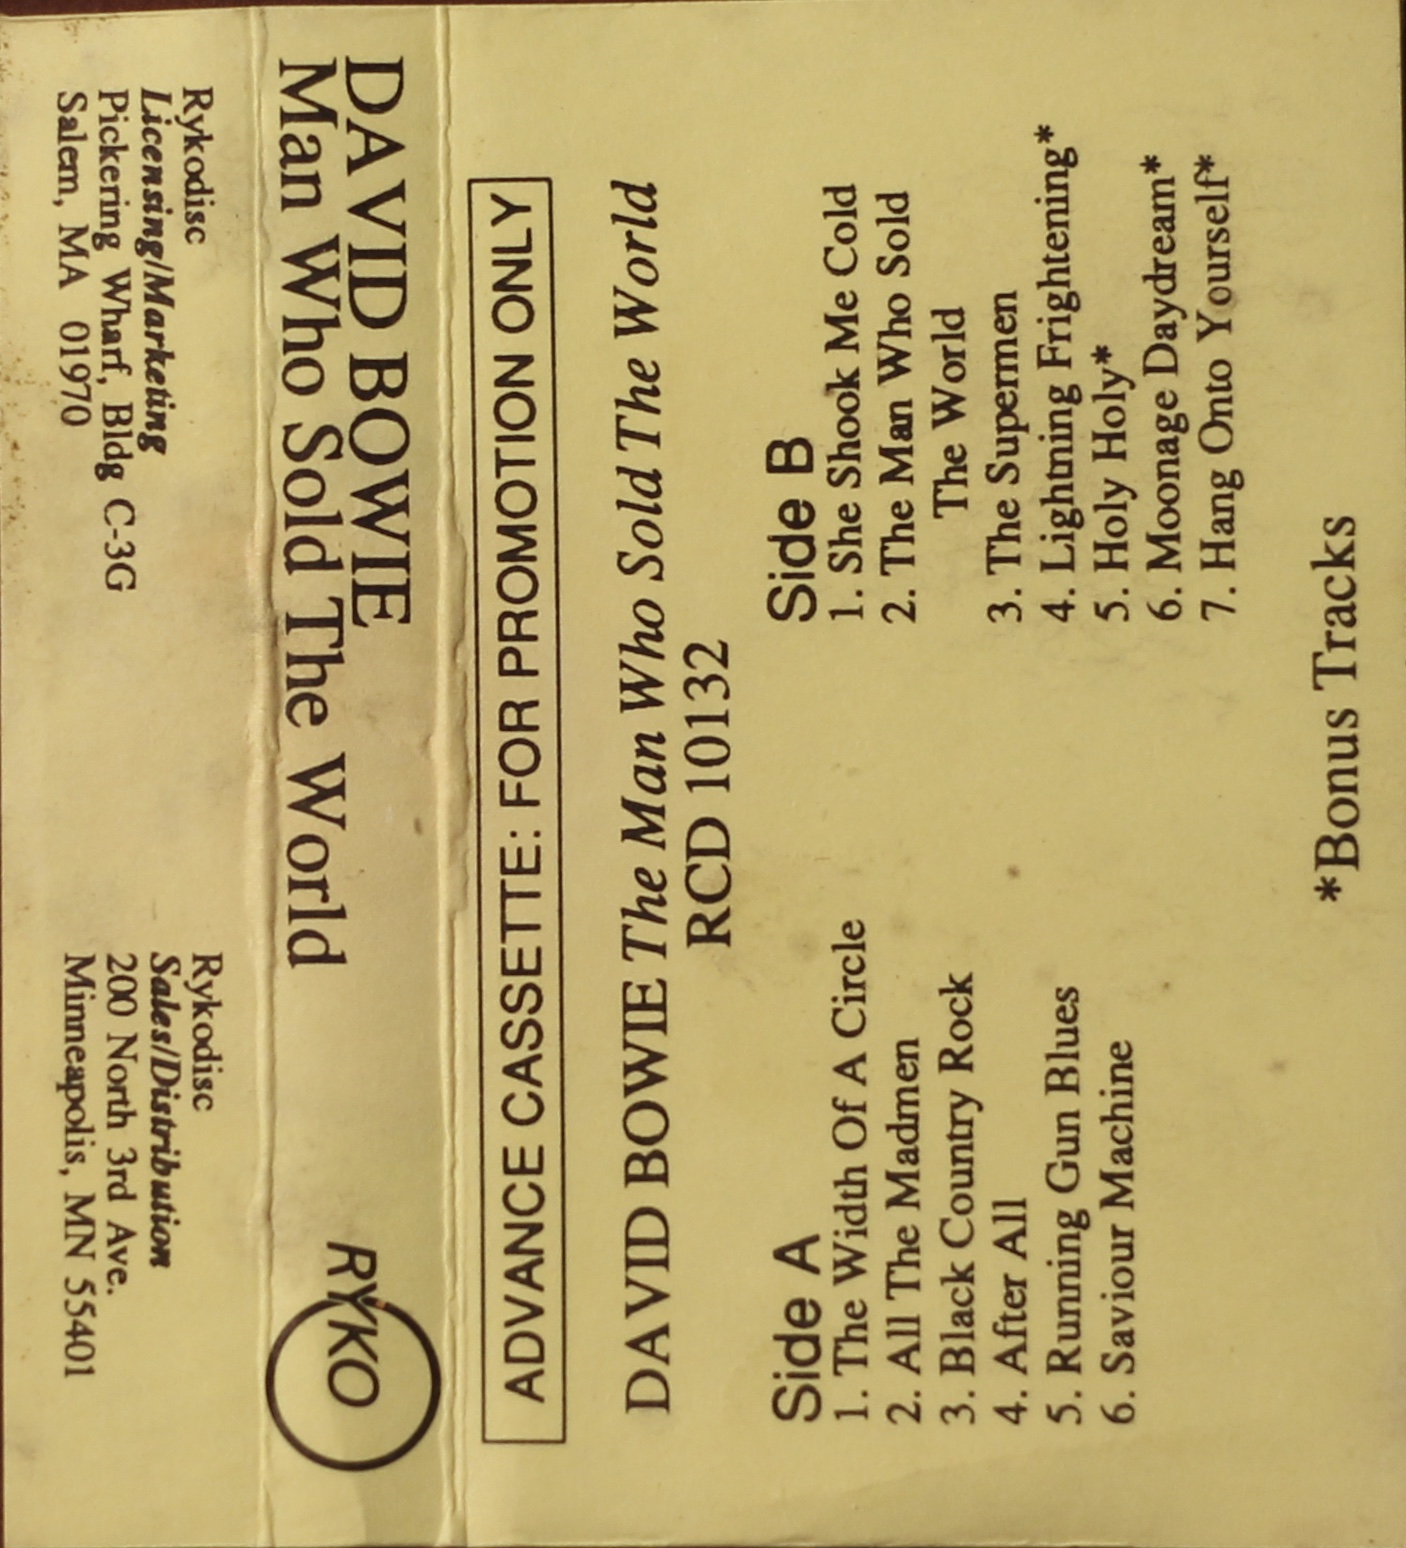 ADVANCE CASSETTE: FOR PROMOTION ONLY
DAVID BOWIE The Man Who Sold The World
RCD 10132
Side A
1. The Width Of A Circle
2. All The Madmen
3. Black Country Rock
4. After All
5. Running Gun Blues
6. Saviour Machine
Side B
1. She Shook Me Cold
2. The Man Who Sold
The World
3. The Supermen
4. Lightning Frightening*
5. Holy Holy*
6. Moonage Daydream*
7. Hang Onto Yourself*
*Bonus Tracks
DAVID BOWIE
Man Who Sold The World
RYKO
Rykodisc
Licensing/Marketing
Pickering Wharf, Bldg C-3G
Salem, MA 01970
Rykodisc
Sales/Distribution
200 North 3rd Ave.
Minneapolis, MN 55401